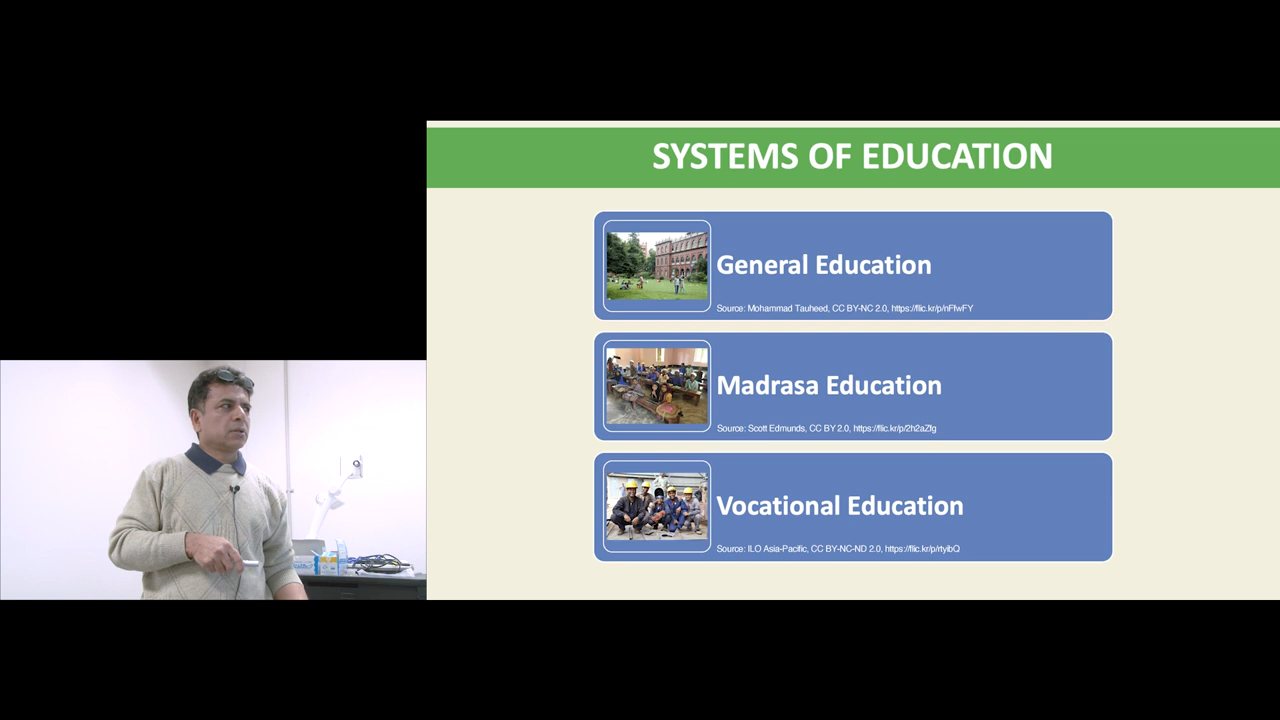 SYSTEMS OF EDUCATION
General Education
Source: Mohammad Tauheed, CC BY-NC 2.0, https://flic.kr/p/nFfwFY
Madrasa Education
Source: Scott Edmunds, CC BY 2.0, https://flic.kr/p/2h2aZfg
Vocational Education
Source: ILO Asia-Pacific, CC BY-NC-ND 2.0, https://flic.kr/p/rtyibQ